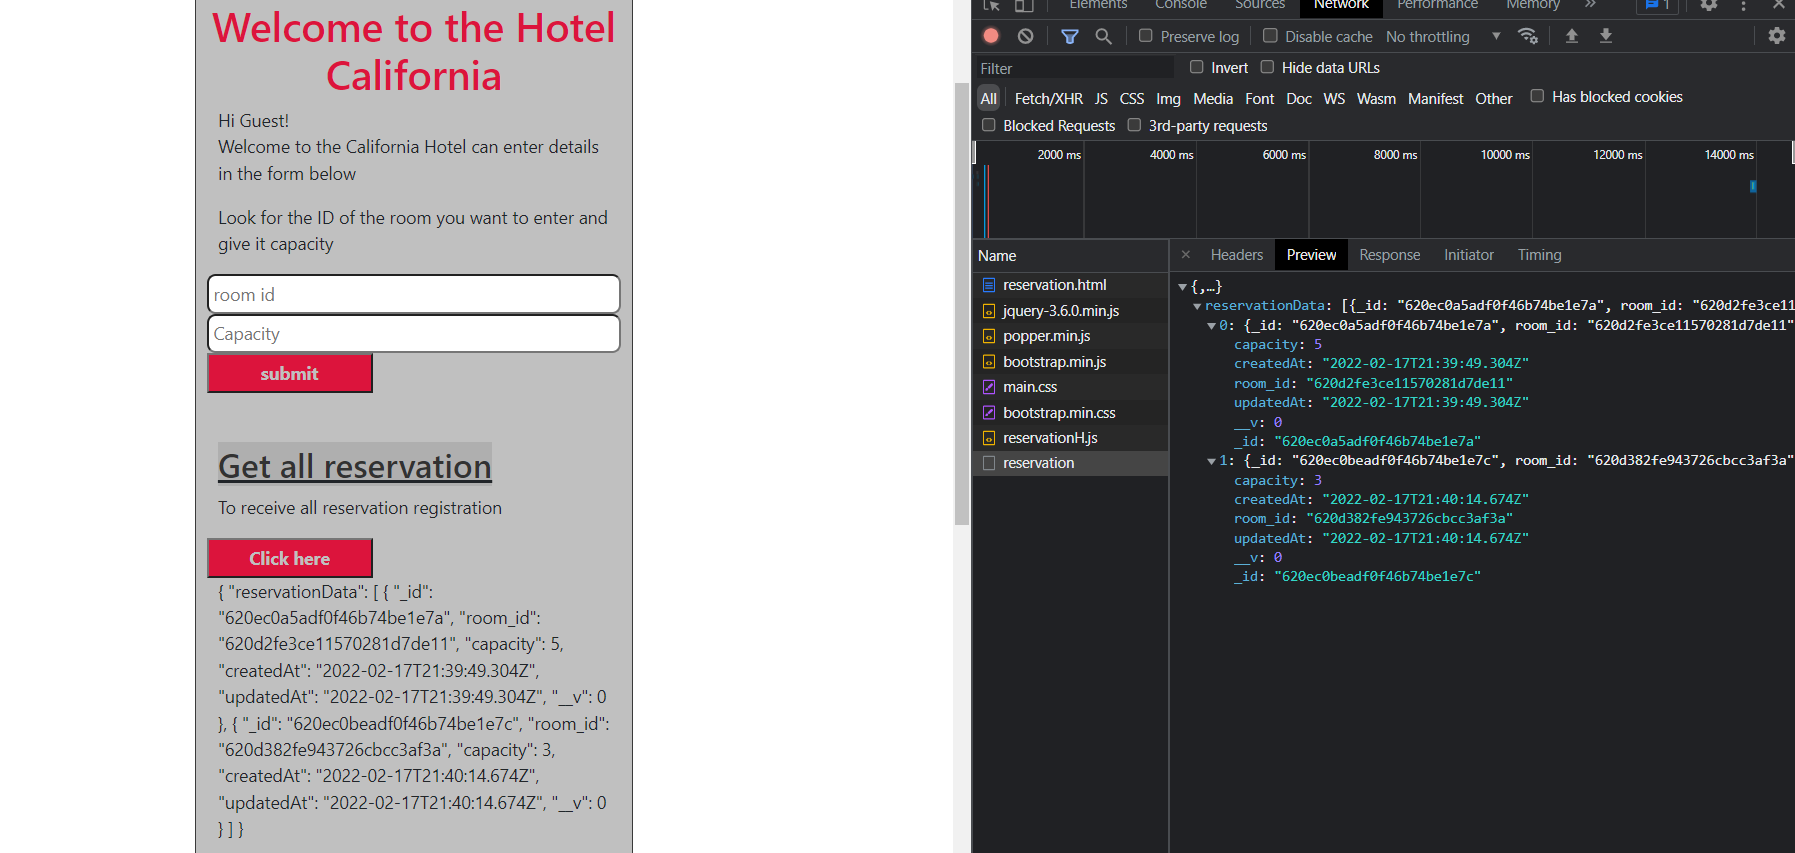 Welcome to the Hotel
California
Hi Guest!
Welcome to the California Hotel can enter details
in the form below
Look for the ID of the room you want to enter and
give it capacity
room id
Capacity
submit
Get all reservation
To receive all reservation registration
Click here
{ "reservationData": [ { "_id":
"620ec0a5adf0f46b74be1e7a", "room_id":
"620d2fe3ce11570281d7de11", "capacity": 5,
"createdAt": "2022-02-17T21:39:49.304Z",
"updatedAt": "2022-02-17T21:39:49.304Z", "__v": 0
}, { "_id": "620ec0beadf0f46b74be1e7c", "room_id":
"620d382fe943726cbcc3af3a", "capacity": 3,
"createdAt": "2022-02-17T21:40:14.674Z",
"updatedAt": "2022-02-17T21:40:14.674Z", "__v": 0
} ] }
Elements Console Sources Network Performance Memory » 1
Preserve log Disable cache No throttling
Filter Invert Hide data URLs
All Fetch/XHR JS CSS Img Media Font Doc WS Wasm Manifest Other Has blocked cookies
Blocked Requests 3rd-party requests
2000 ms 4000 ms 6000 ms 8000 ms 10000 ms 12000 ms 14000 ms
Name
reservation.html
jquery-3.6.0.min.js
popper.min.js
bootstrap.min.js
main.css
bootstrap.min.css
reservationH.js
reservation
× Headers Preview Response Initiator Timing
{,…}
reservationData: [{_id: "620ec0a5adf0f46b74be1e7a", room_id: "620d2fe3ce11
0: {_id: "620ec0a5adf0f46b74be1e7a", room_id: "620d2fe3ce11570281d7de11"
capacity: 5
createdAt: "2022-02-17T21:39:49.304Z"
room_id: "620d2fe3ce11570281d7de11"
updatedAt: "2022-02-17T21:39:49.304Z"
__v: 0
_id: "620ec0a5adf0f46b74be1e7a"
1: {_id: "620ec0beadf0f46b74be1e7c", room_id: "620d382fe943726cbcc3af3a"
capacity: 3
createdAt: "2022-02-17T21:40:14.674Z"
room_id: "620d382fe943726cbcc3af3a"
updatedAt: "2022-02-17T21:40:14.674Z"
__v: 0
_id: "620ec0beadf0f46b74be1e7c"